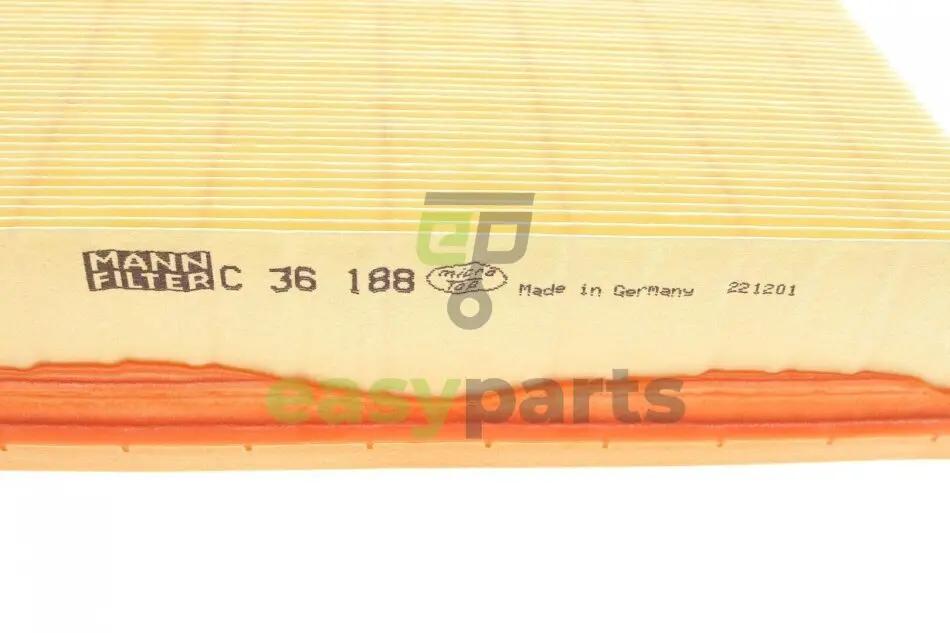 MANN
FILTER C 36 188 micro Top Made in Germany 221201
easyparts